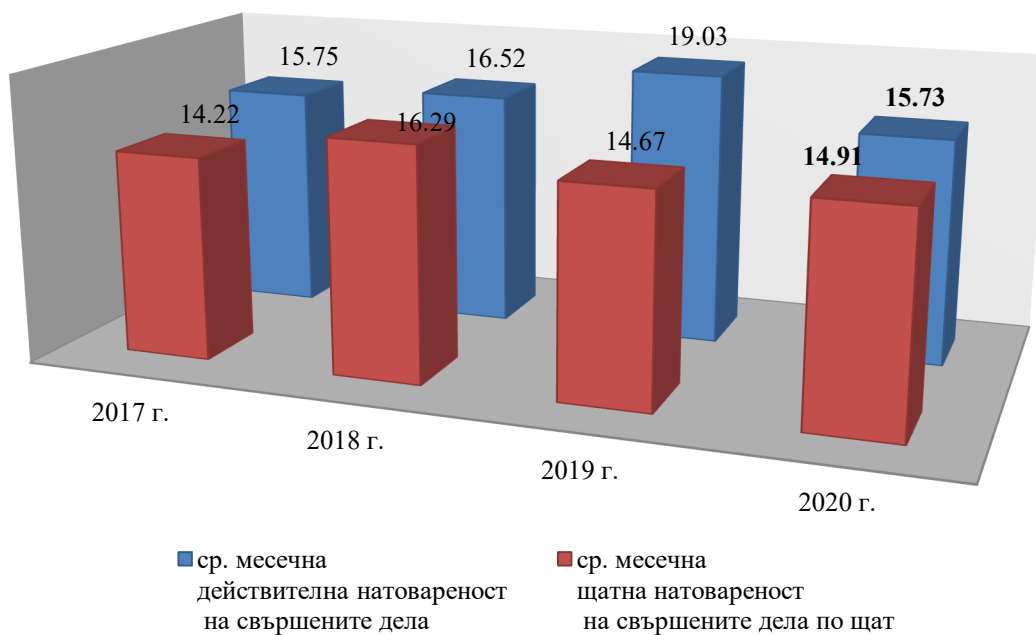 19.03
15.75
16.52
15.73
14.22
16.29
14.67
14.91
2017 г.
2018 г.
2019 г.
2020 г.
ср. месечна
действителна натовареност
на свършените дела
ср. месечна
щатна натовареност
на свършените дела по щат